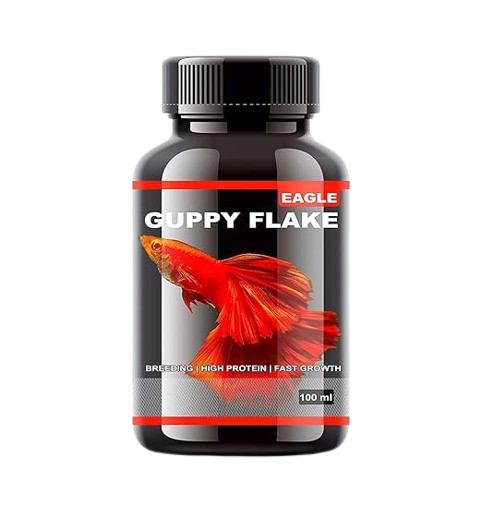 EAGLE
GUPPY FLAKE
BREEDING | HIGH PROTEIN | FAST GROWTH
100 ml